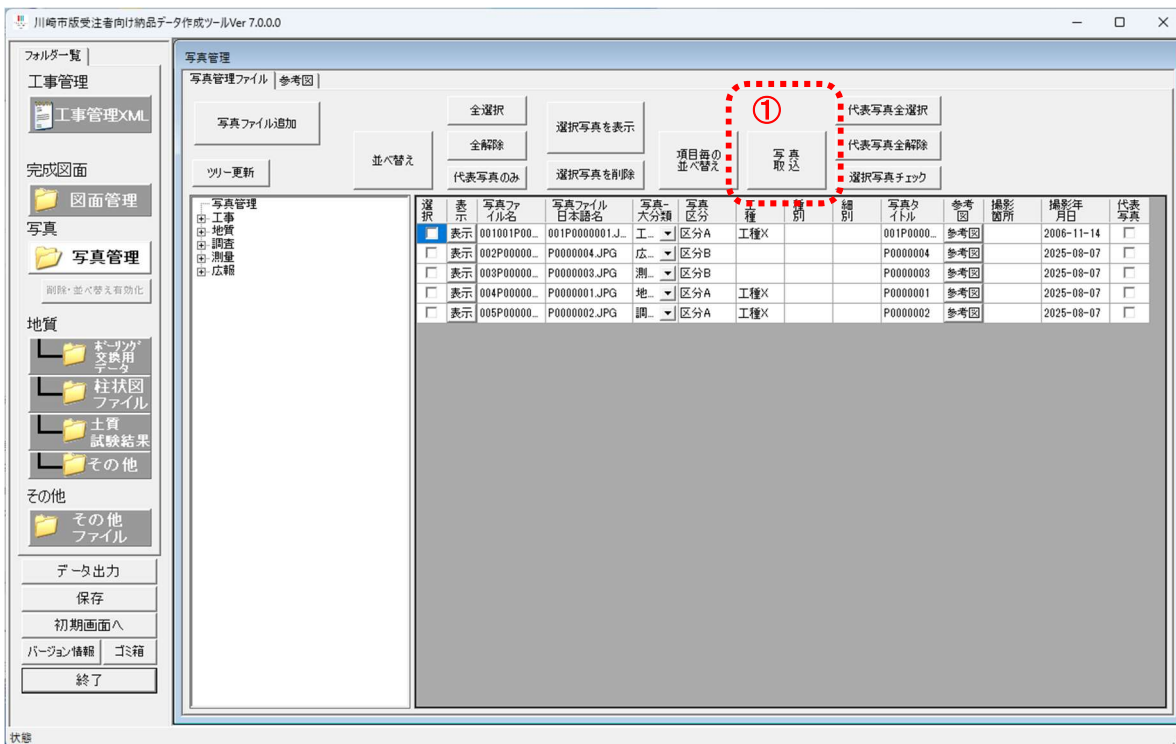 川崎市版受注者向け納品データ作成ツールVer 7.0.0.0
フォルダ一覧
工事管理
工事管理XML
完成図面
図面管理
写真
写真管理
削除・並べ替え有効化
地質
ボーリング
交換用
データ
柱状図
ファイル
土質
試験結果
その他
その他
その他
ファイル
データ出力
保存
初期画面へ
バージョン情報 ゴミ箱
終了
状態
写真管理
写真管理ファイル 参考図
写真ファイル追加
ツリー更新
並べ替え
全選択
全解除
代表写真のみ
選択写真を表示
選択写真を削除
項目毎の
並べ替え
①
写真
取込
代表写真全選択
代表写真全解除
選択写真チェック
写真管理
工事
地質
調査
測量
広報
選択 表示 写真ファイル名 写真ファイル日本語名 写真-大分類 写真区分 工種 種別 細別 写真タイトル 参考図 撮影箇所 撮影年月日 代表写真
表示 001001P00... 001P0000001.J... 工... 区分A 工種X 001P0000... 参考図 2006-11-14
表示 002P00000... P0000004.JPG 広... 区分B P0000004 参考図 2025-08-07
表示 003P00000... P0000003.JPG 測... 区分B P0000003 参考図 2025-08-07
表示 004P00000... P0000001.JPG 地... 区分A 工種X P0000001 参考図 2025-08-07
表示 005P00000... P0000002.JPG 調... 区分A 工種X P0000002 参考図 2025-08-07